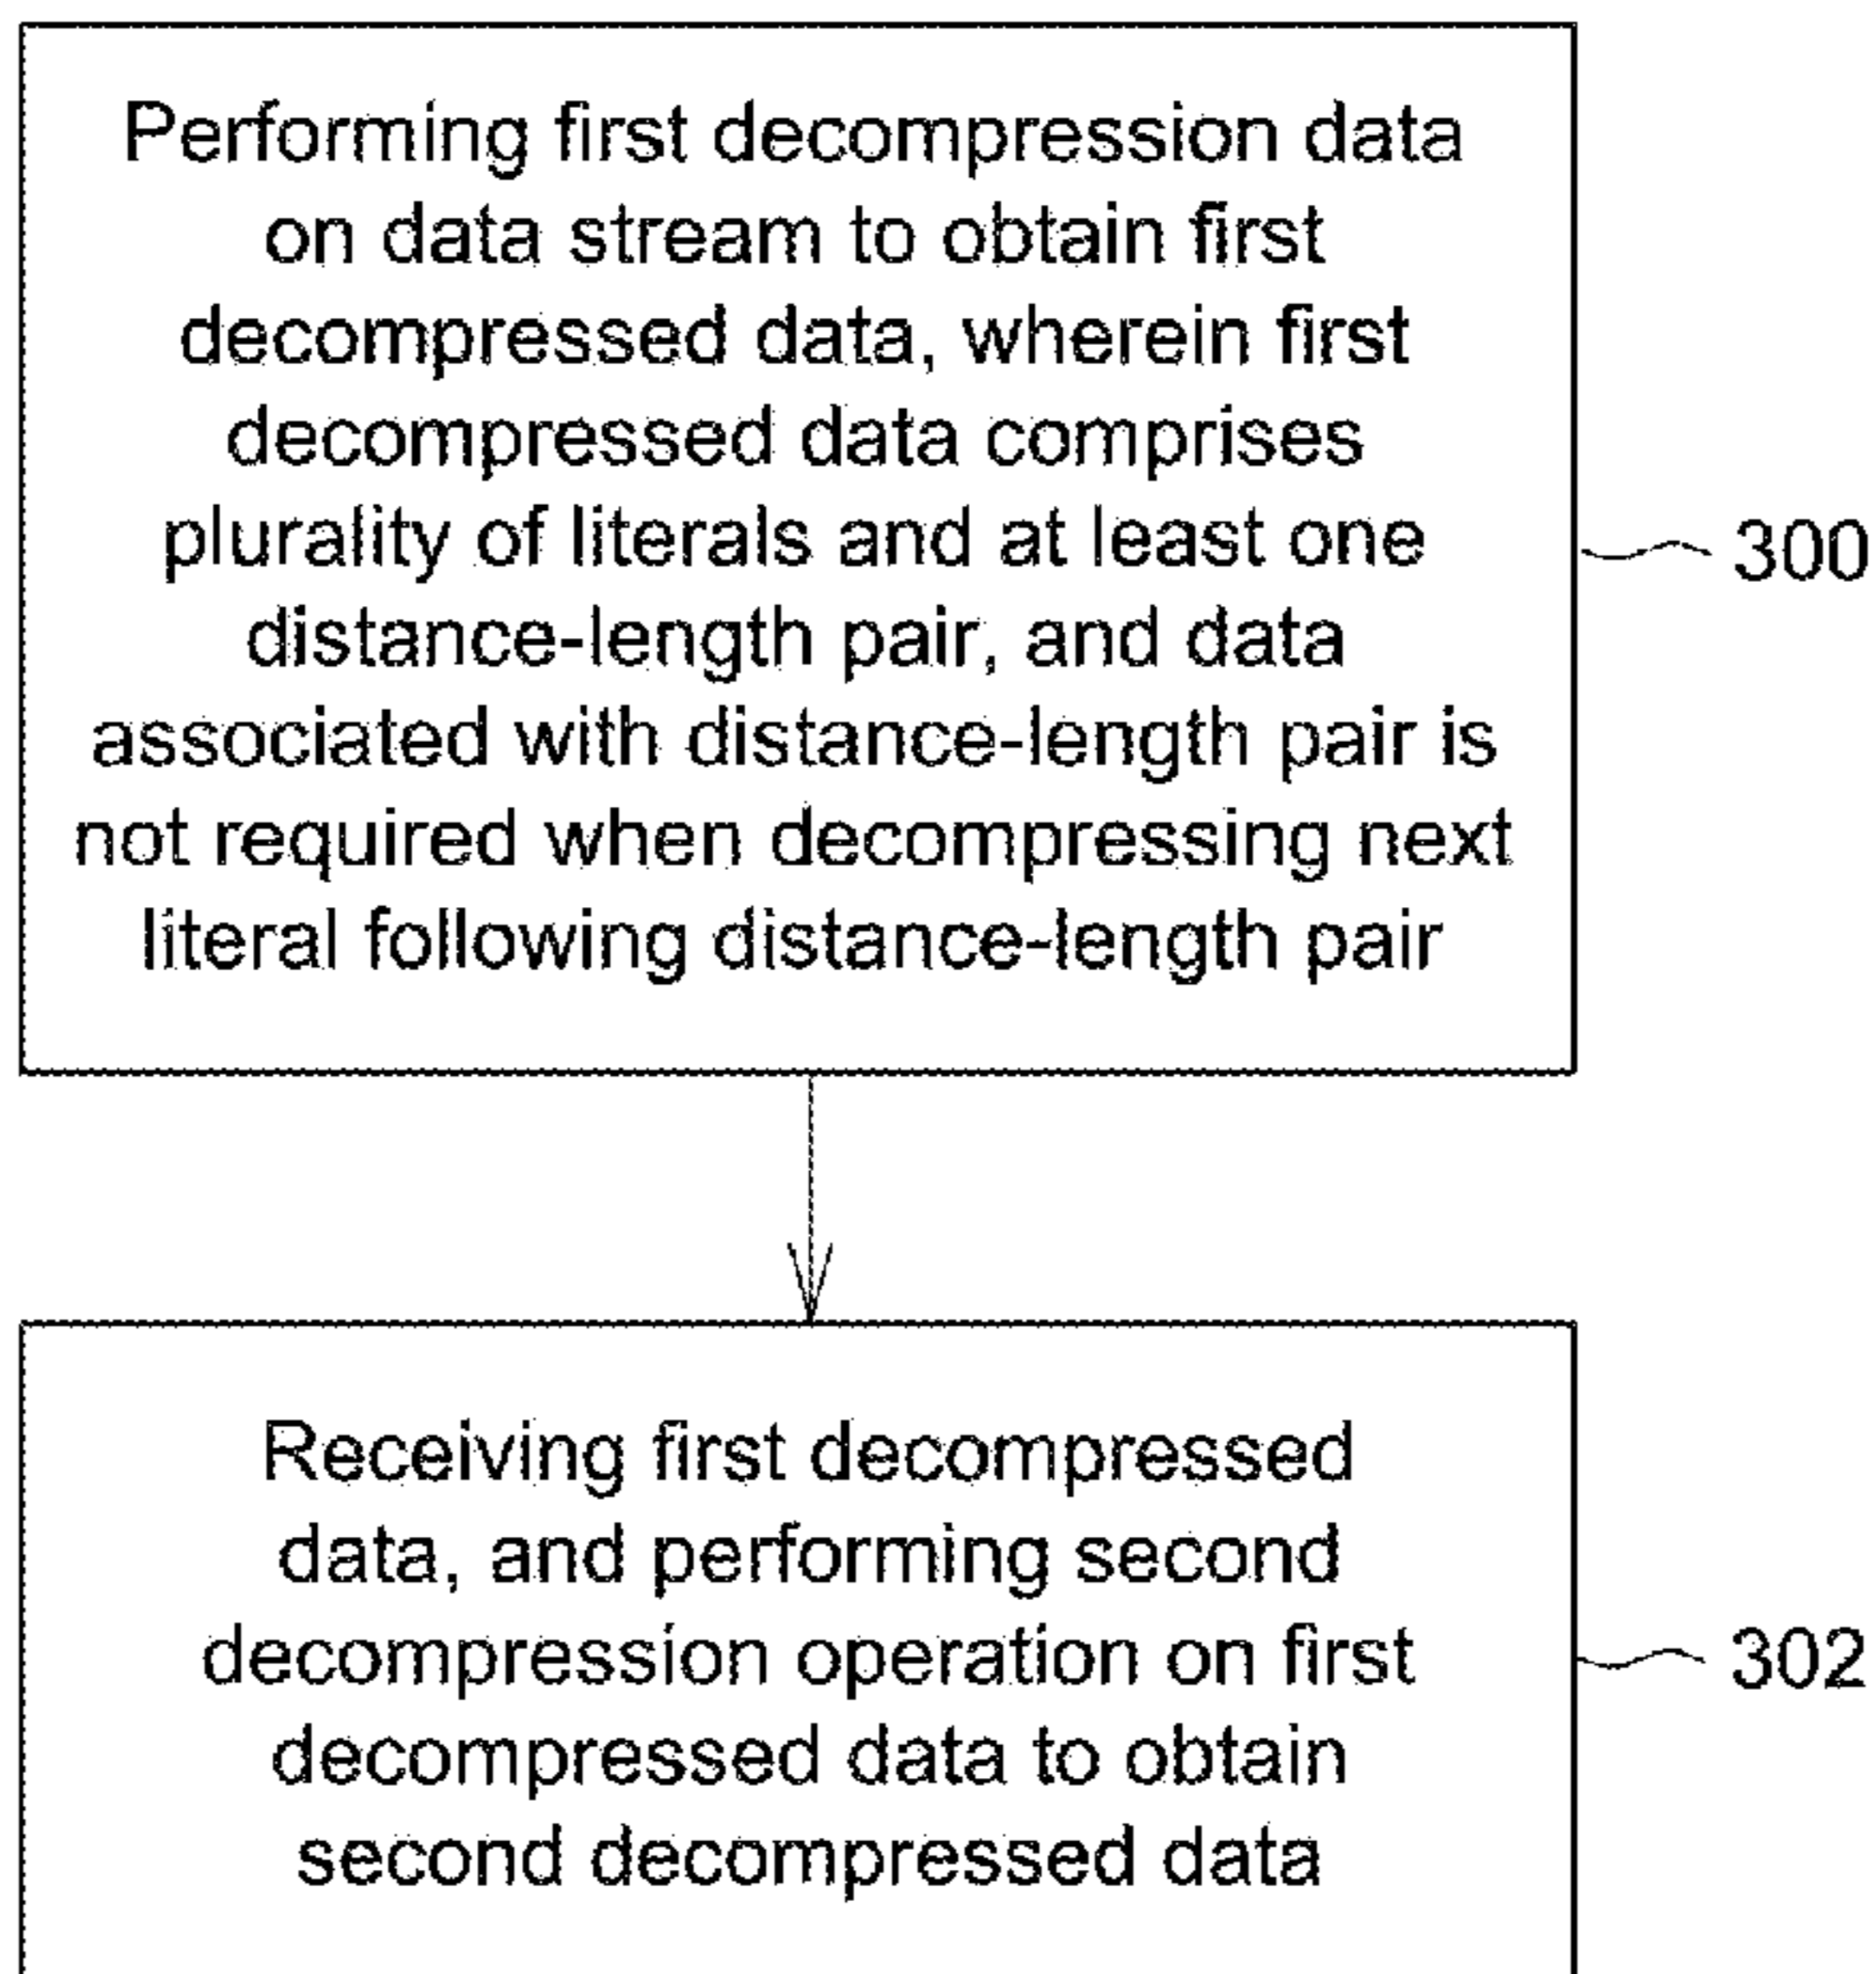 Performing first decompression data
on data stream to obtain first
decompressed data, wherein first
decompressed data comprises
plurality of literals and at least one
distance-length pair, and data
associated with distance-length pair is
not required when decompressing next
literal following distance-length pair
300
Receiving first decompressed
data, and performing second
decompression operation on first
decompressed data to obtain
second decompressed data
302